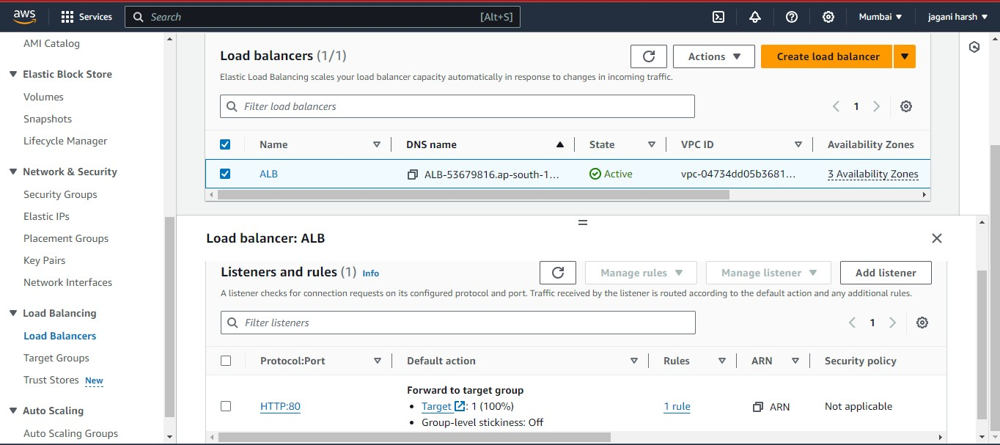 aws
Services
Search
[Alt+S]
Mumbai
jagani harsh
AMI Catalog
Elastic Block Store
Volumes
Snapshots
Lifecycle Manager
Network & Security
Security Groups
Elastic IPs
Placement Groups
Key Pairs
Network Interfaces
Load Balancing
Load Balancers
Target Groups
Trust Stores New
Auto Scaling
Auto Scaling Groups
Load balancers (1/1)
Actions
Create load balancer
Elastic Load Balancing scales your load balancer capacity automatically in response to changes in incoming traffic.
Filter load balancers
1
Name
DNS name
State
VPC ID
Availability Zones
ALB
ALB-53679816.ap-south-1...
Active
vpc-04734dd05b3681...
3 Availability Zones
Load balancer: ALB
Listeners and rules (1) Info
Manage rules
Manage listener
Add listener
A listener checks for connection requests on its configured protocol and port. Traffic received by the listener is routed according to the default action and any additional rules.
Filter listeners
1
Protocol:Port
Default action
Rules
ARN
Security policy
HTTP:80
Forward to target group
• Target : 1 (100%)
• Group-level stickiness: Off
1 rule
ARN
Not applicable